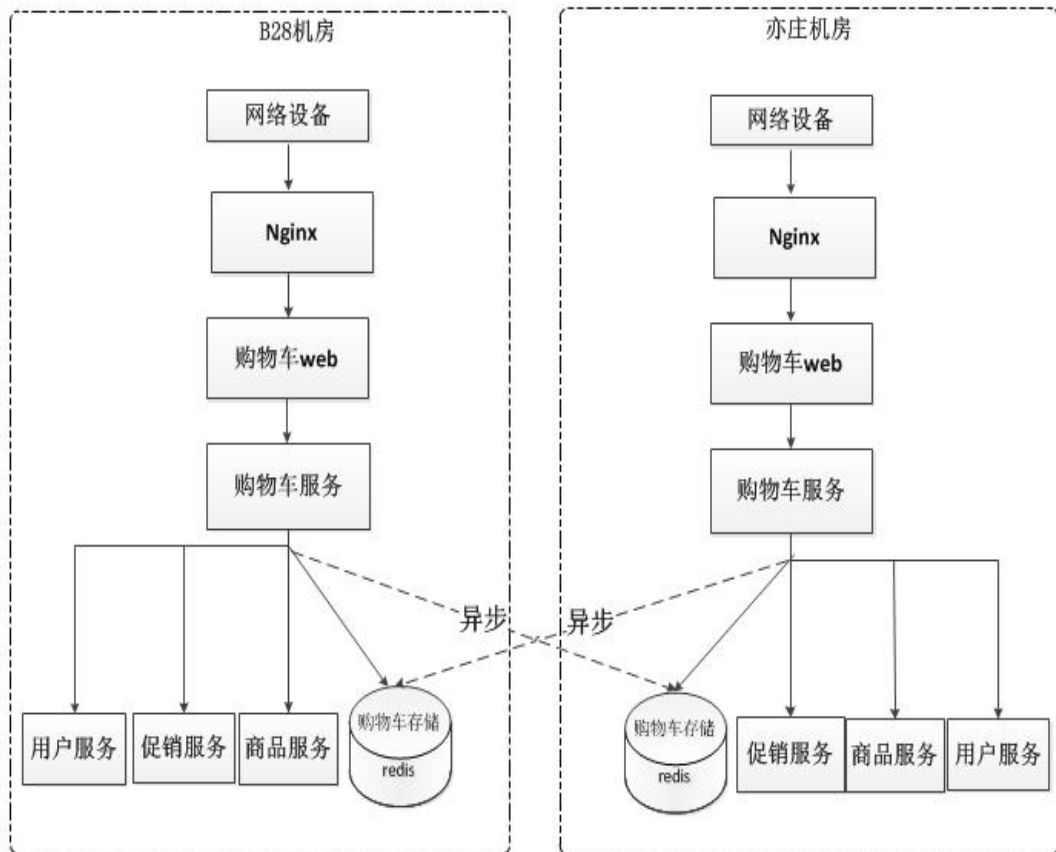 B28机房
网络设备
Nginx
购物车web
购物车服务
异步
用户服务
促销服务
商品服务
购物车存储
redis
亦庄机房
网络设备
Nginx
购物车web
购物车服务
异步
购物车存储
redis
促销服务
商品服务
用户服务